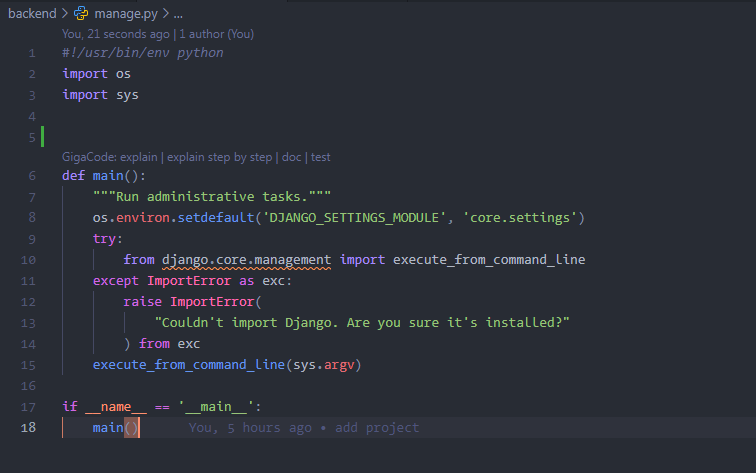 backend > manage.py > ...
You, 21 seconds ago | 1 author (You)
1 #!/usr/bin/env python
2 import os
3 import sys
4
5
GigaCode: explain | explain step by step | doc | test
6 def main():
7     """Run administrative tasks."""
8     os.environ.setdefault('DJANGO_SETTINGS_MODULE', 'core.settings')
9     try:
10         from django.core.management import execute_from_command_line
11     except ImportError as exc:
12         raise ImportError(
13             "Couldn't import Django. Are you sure it's installed?"
14         ) from exc
15     execute_from_command_line(sys.argv)
16
17 if __name__ == '__main__':
18     main()     You, 5 hours ago • add project